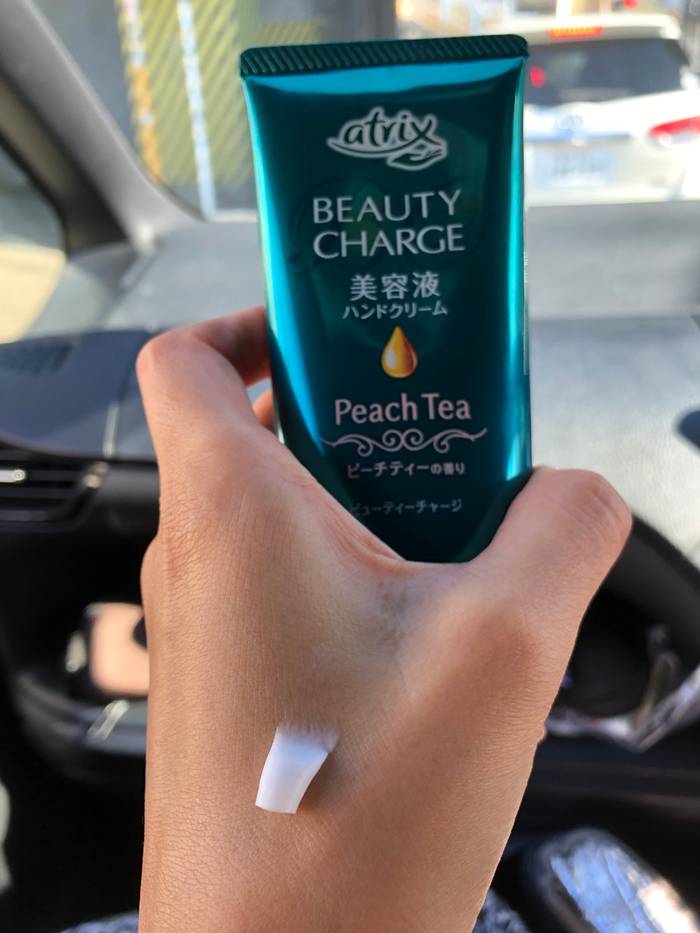 atrix
BEAUTY
CHARGE
美容液
ハンドクリーム
Peach Tea
ピーチティーの香り
ビューティーチャージ